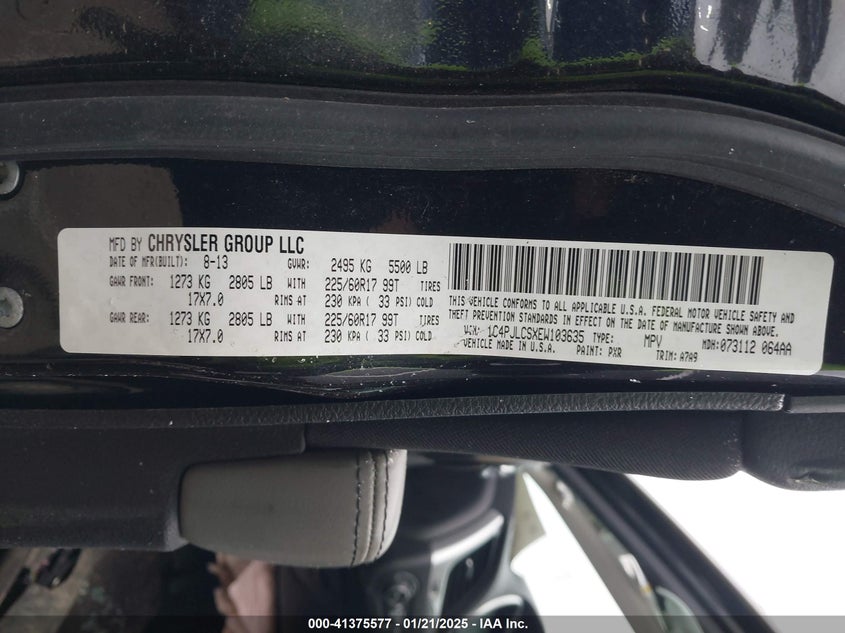 MFD BY CHRYSLER GROUP LLC
DATE OF MFR(BUILT): 8-13 GVWR: 2495 KG 5500 LB
GAWR FRONT: 1273 KG 2805 LB WITH 225/60R17 99T TIRES
17X7.0 RIMS AT 230 KPA ( 33 PSI) COLD
GAWR REAR: 1273 KG 2805 LB WITH 225/60R17 99T TIRES
17X7.0 RIMS AT 230 KPA ( 33 PSI) COLD
THIS VEHICLE CONFORMS TO ALL APPLICABLE U.S.A. FEDERAL MOTOR VEHICLE SAFETY, BUMPER AND
THEFT PREVENTION STANDARDS IN EFFECT ON THE DATE OF MANUFACTURE SHOWN ABOVE.
VIN: 1C4PJLCSXEW103635 TYPE: MPV MDH:073112 064AA
VEHICLE MADE IN U.S.A. PAINT: PXR TRIM: A7A9
000-41375577 - 01/21/2025 - IAA Inc.